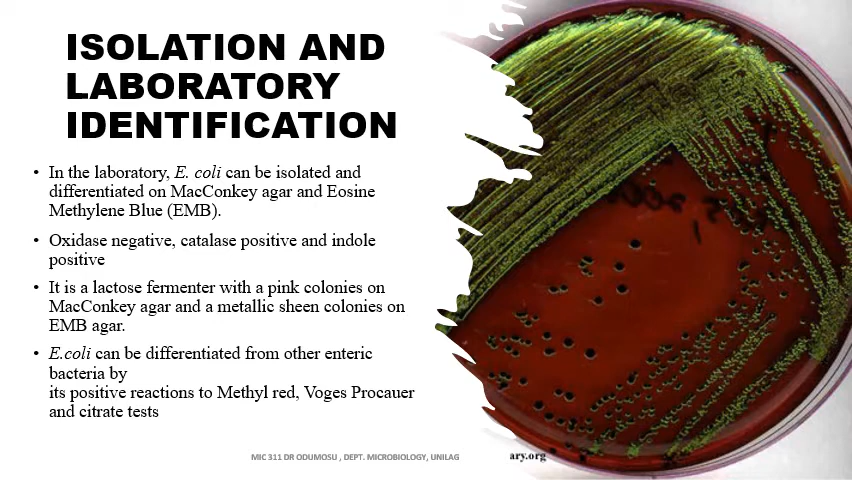 ISOLATION AND
LABORATORY
IDENTIFICATION
• In the laboratory, E. coli can be isolated and
differentiated on MacConkey agar and Eosine
Methylene Blue (EMB).
• Oxidase negative, catalase positive and indole
positive
• It is a lactose fermenter with a pink colonies on
MacConkey agar and a metallic sheen colonies on
EMB agar.
• E.coli can be differentiated from other enteric
bacteria by
its positive reactions to Methyl red, Voges Procauer
and citrate tests
MIC 311 DR ODUMOSU , DEPT. MICROBIOLOGY, UNILAG
ary.org